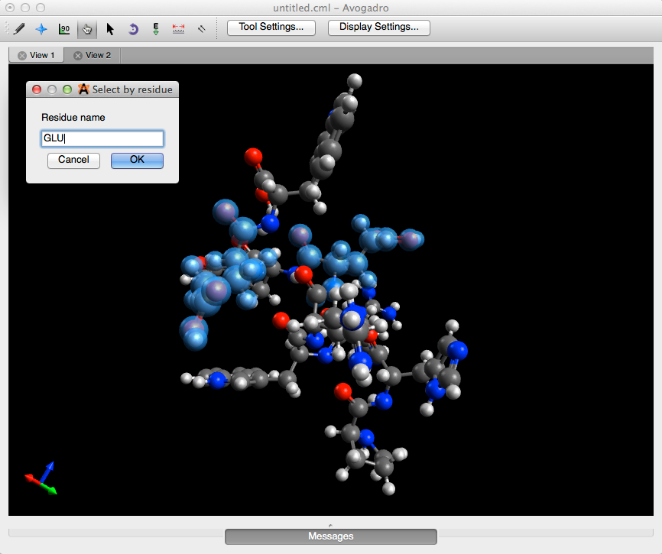 untitled.cml – Avogadro
90
E
Tool Settings...
Display Settings...
View 1
View 2
Select by residue
Residue name
GLU
Cancel
OK
Messages